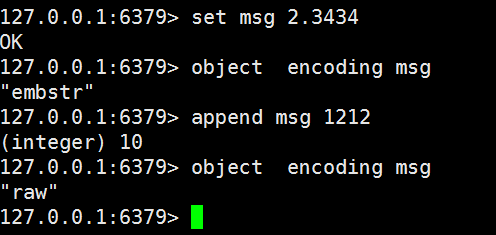 127.0.0.1:6379> set msg 2.3434
OK
127.0.0.1:6379> object  encoding msg
"embstr"
127.0.0.1:6379> append msg 1212
(integer) 10
127.0.0.1:6379> object  encoding msg
"raw"
127.0.0.1:6379>